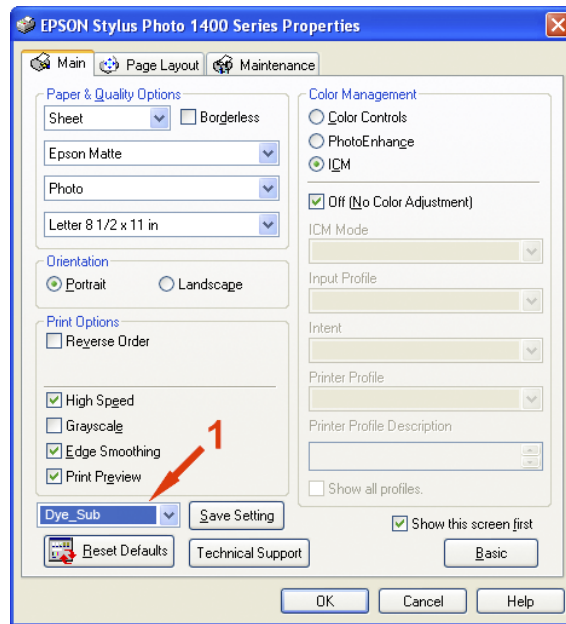 EPSON Stylus Photo 1400 Series Properties
Main
Page Layout
Maintenance
Paper & Quality Options
Sheet
Borderless
Epson Matte
Photo
Letter 8 1/2 x 11 in
Orientation
Portrait
Landscape
Print Options
Reverse Order
High Speed
Grayscale
Edge Smoothing
Print Preview
1
Dye_Sub
Save Setting
Reset Defaults
Technical Support
Color Management
Color Controls
PhotoEnhance
ICM
Off (No Color Adjustment)
ICM Mode
Input Profile
Intent
Printer Profile
Printer Profile Description
Show all profiles.
Show this screen first
Basic
OK
Cancel
Help